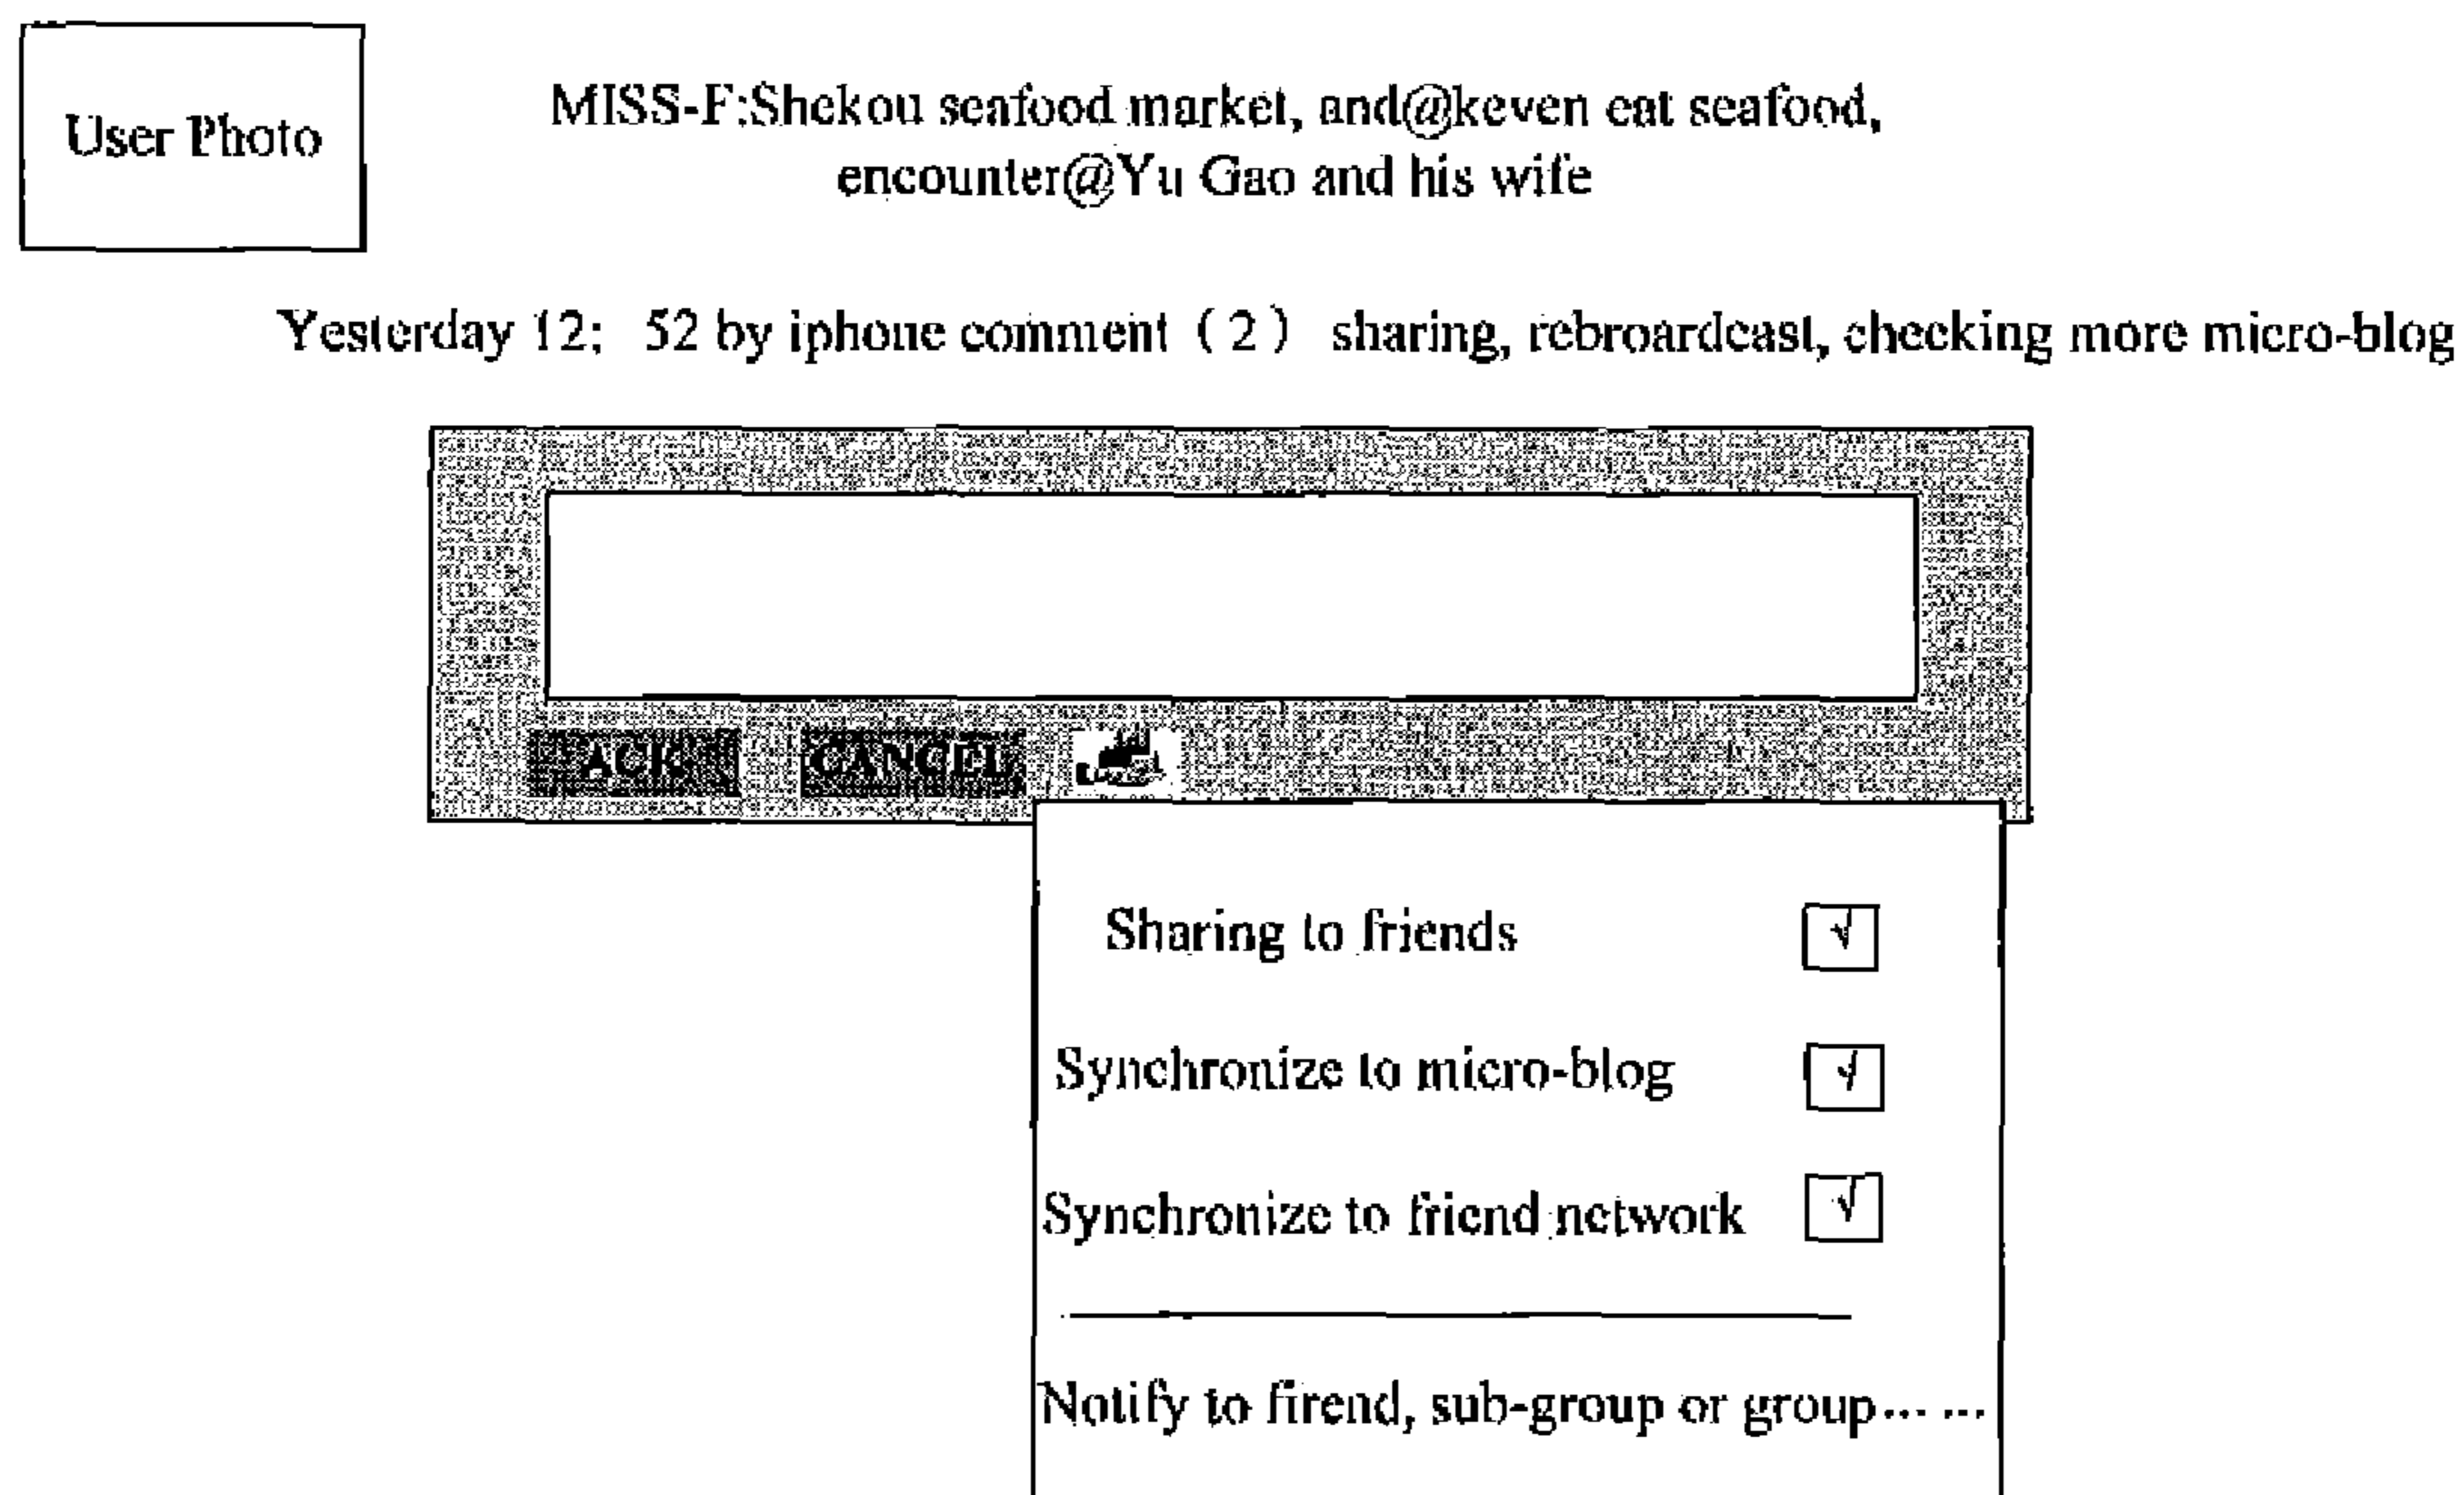 User Photo
MISS-F:Shekou seafood market, and@keven eat seafood,
encounter@Yu Gao and his wife
Yesterday 12: 52 by iphone comment (2) sharing, rebroardcast, checking more micro-blog
ACK
CANCEL
Sharing to friends √
Synchronize to micro-blog √
Synchronize to friend network √
Notify to firend, sub-group or group... ...